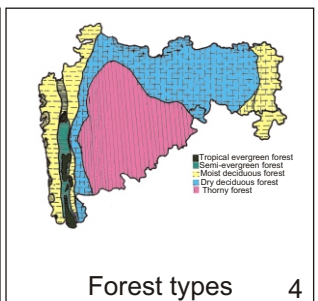 Tropical evergreen forest
Semi-evergreen forest
Moist deciduous forest
Dry deciduous forest
Thorny forest
Forest types 4